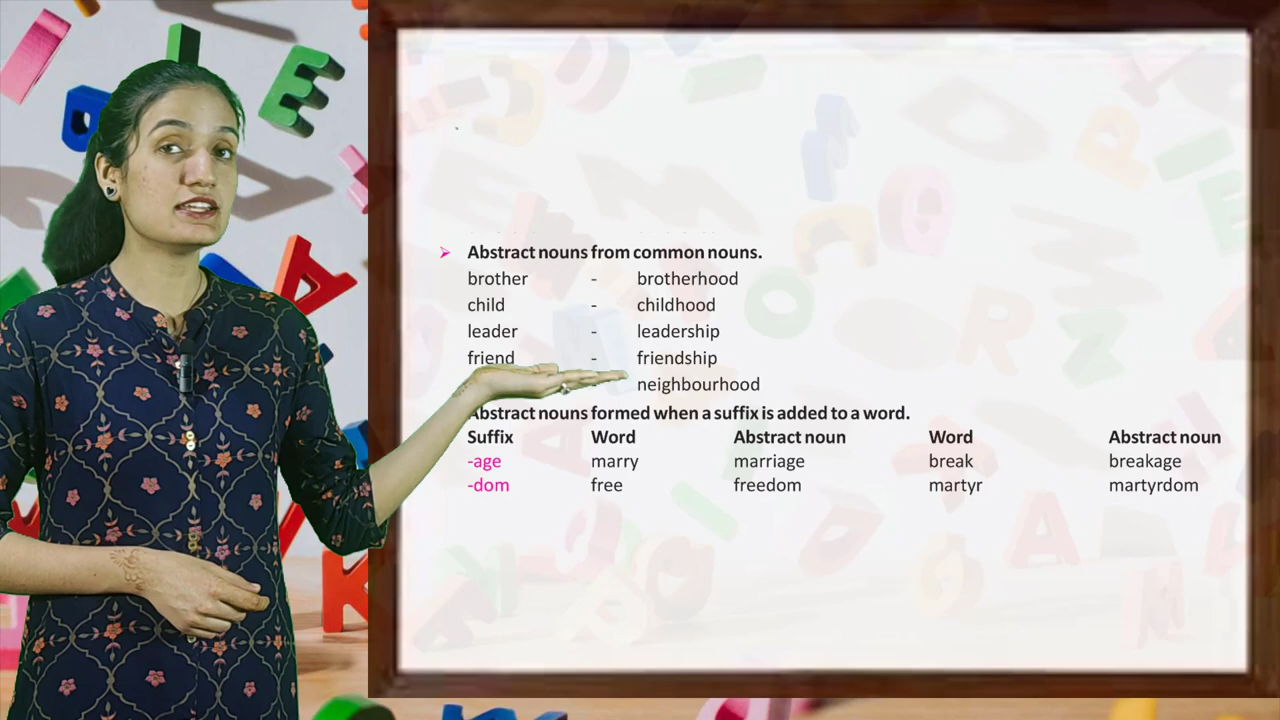 ➢ Abstract nouns from common nouns.
brother - brotherhood
child - childhood
leader - leadership
friend - friendship
- neighbourhood
Abstract nouns formed when a suffix is added to a word.
Suffix Word Abstract noun Word Abstract noun
-age marry marriage break breakage
-dom free freedom martyr martyrdom